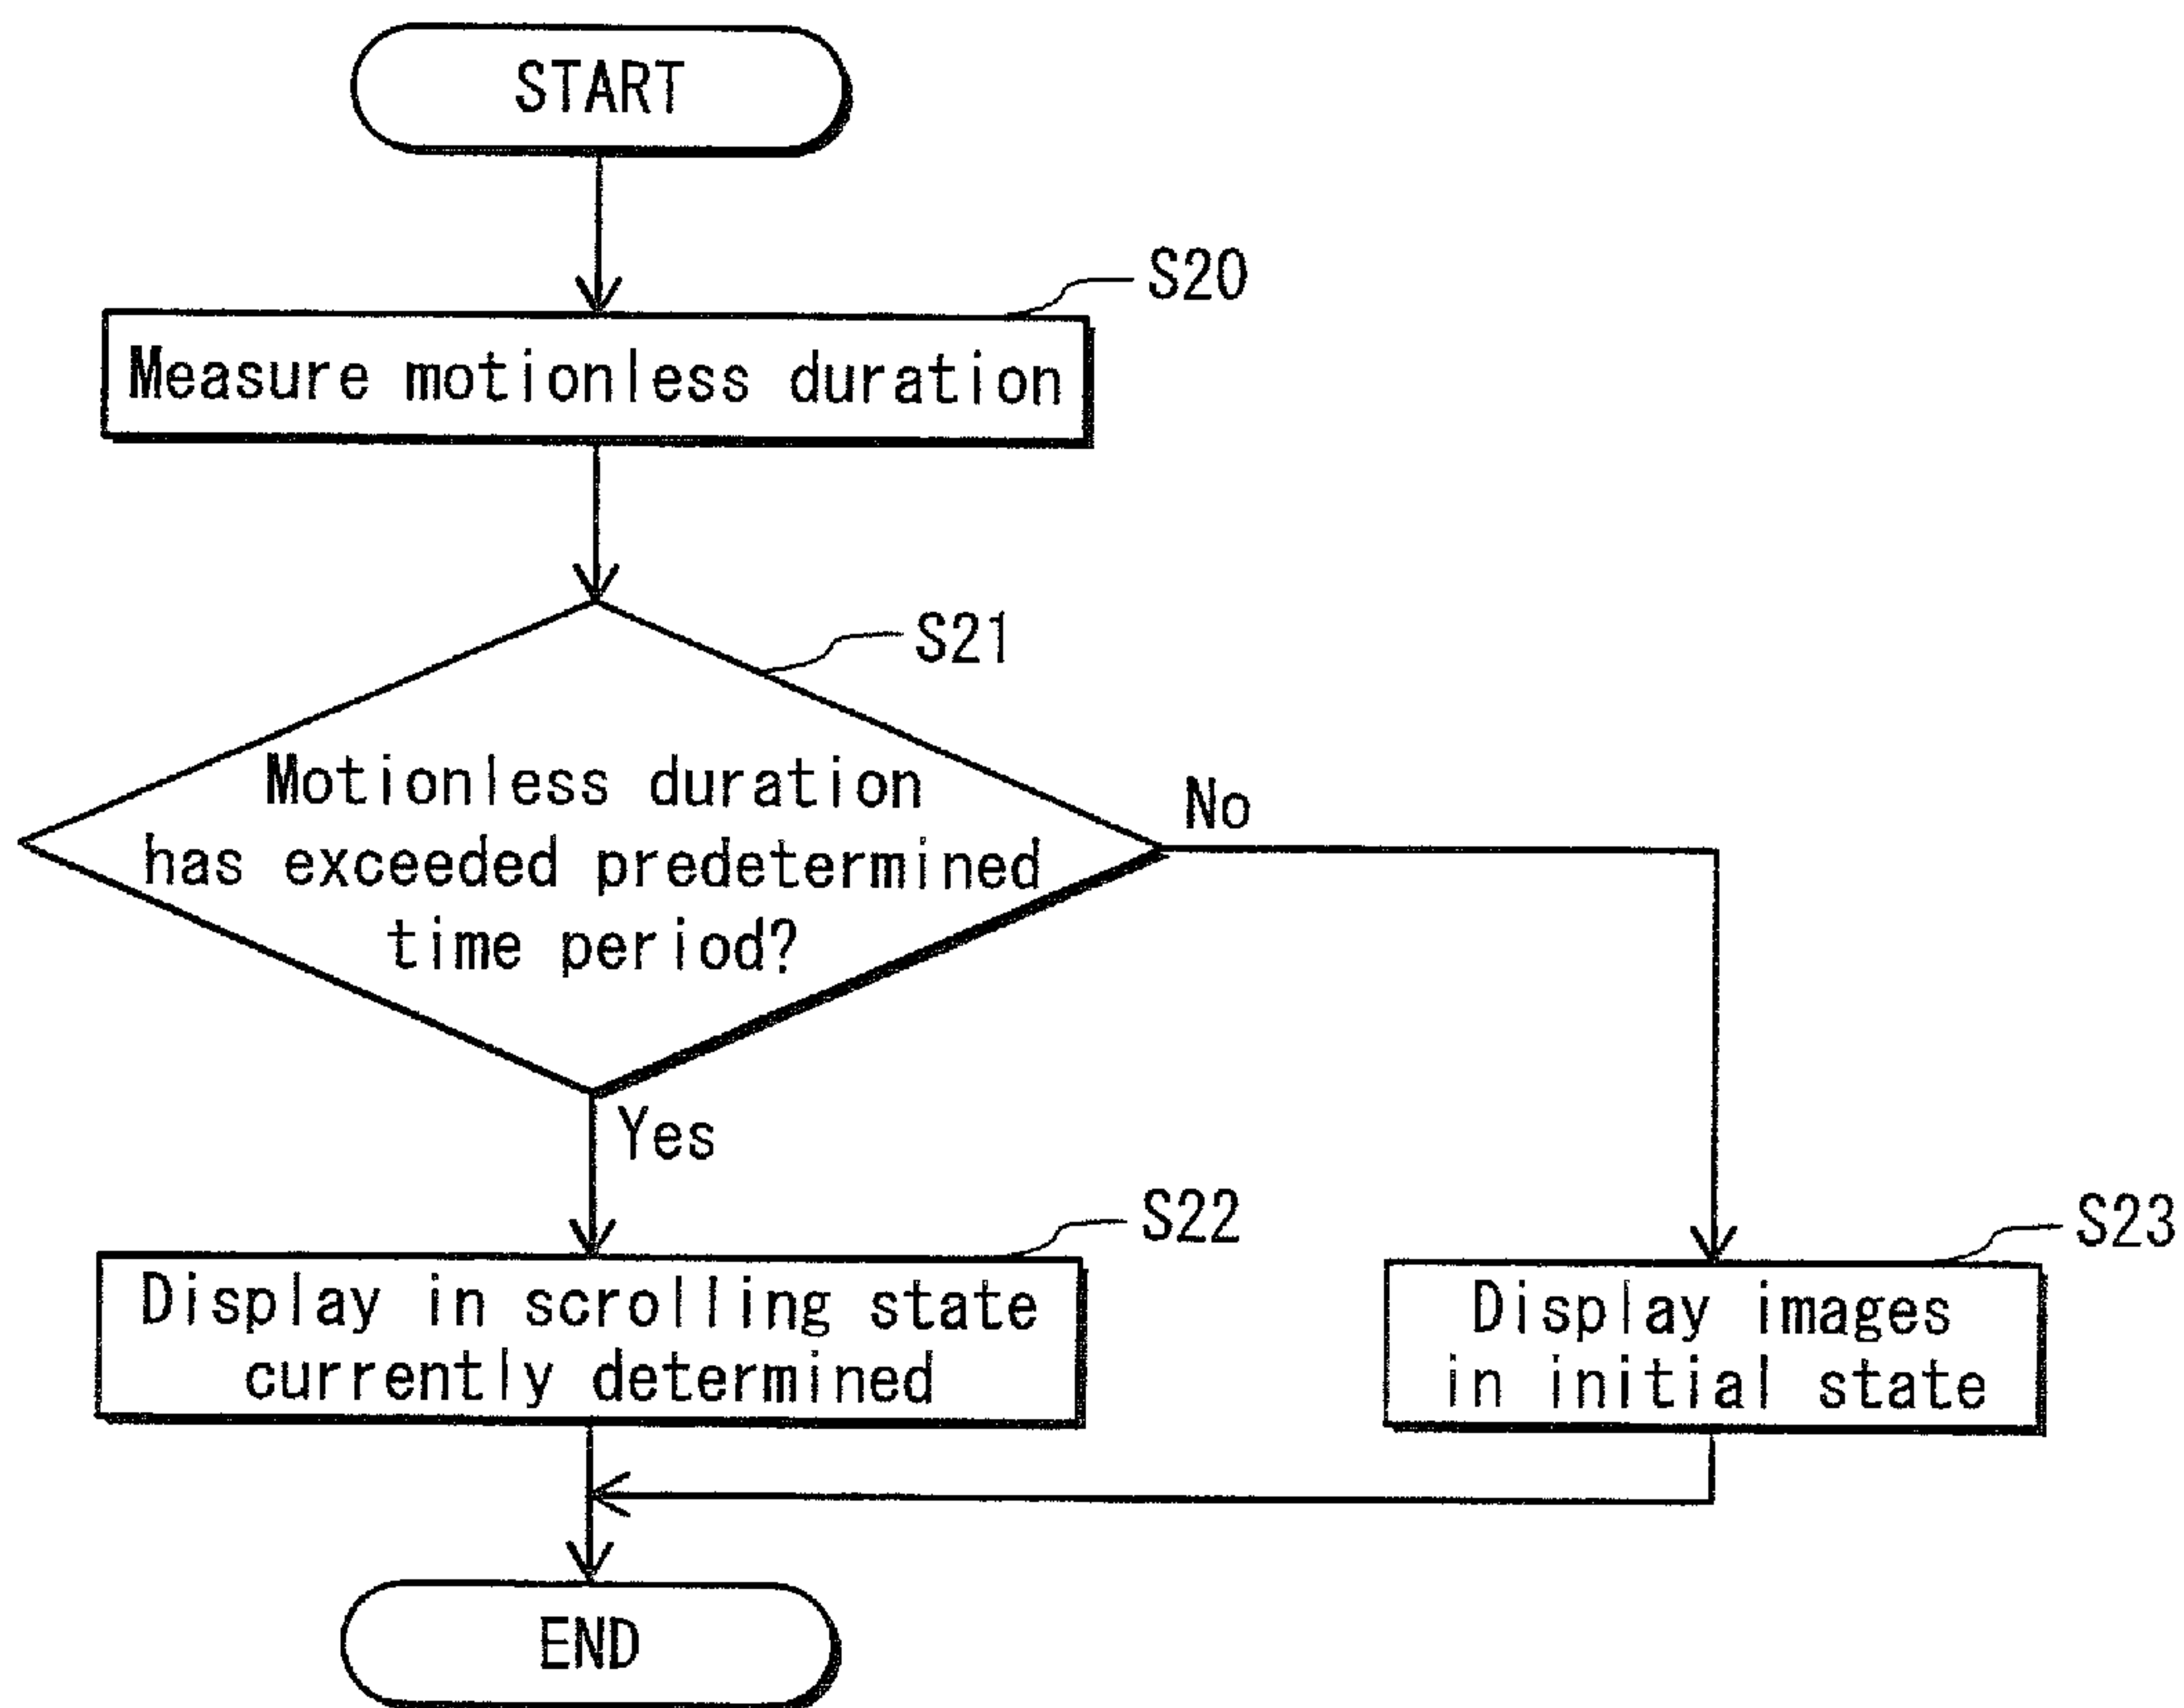 START
S20
Measure motionless duration
S21
Motionless duration
has exceeded predetermined
time period?
No
Yes
S22
Display in scrolling state
currently determined
S23
Display images
in initial state
END